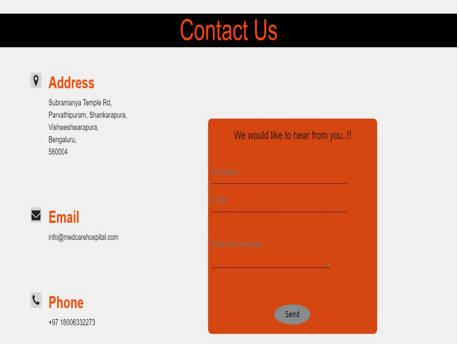 Contact Us
Address
Subramanya Temple Rd,
Parvathipuram, Shankarapura,
Vishweshwarapura,
Bengaluru,
560004
We would like to hear from you..!!
Full Name
Email
Type your message
Email
info@medcarehospital.com
Phone
+97 18006332273
Send